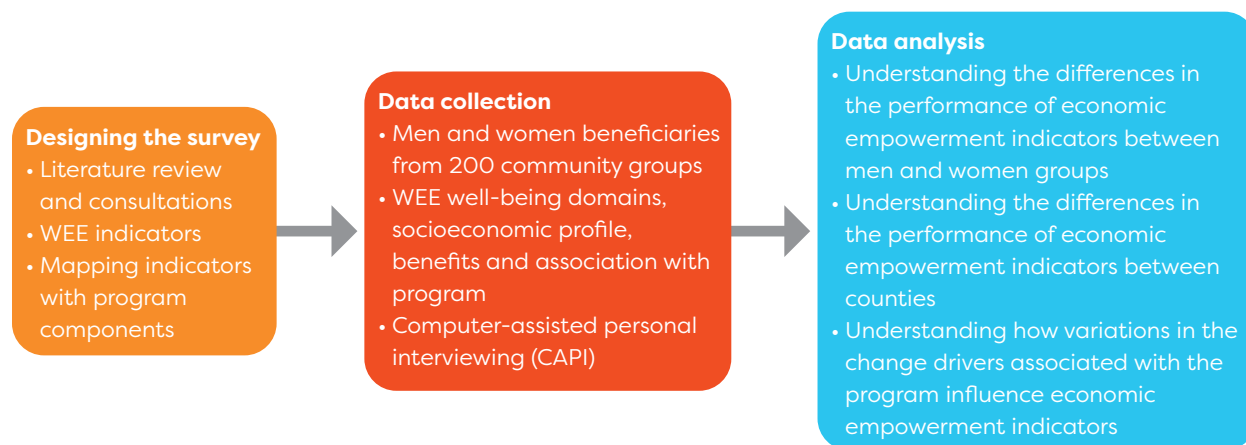 Designing the survey
• Literature review
and consultations
• WEE indicators
• Mapping indicators
with program
components
Data collection
• Men and women beneficiaries
from 200 community groups
• WEE well-being domains,
socioeconomic profile,
benefits and association with
program
• Computer-assisted personal
interviewing (CAPI)
Data analysis
• Understanding the differences in
the performance of economic
empowerment indicators between
men and women groups
• Understanding the differences in
the performance of economic
empowerment indicators between
counties
• Understanding how variations in the
change drivers associated with the
program influence economic
empowerment indicators